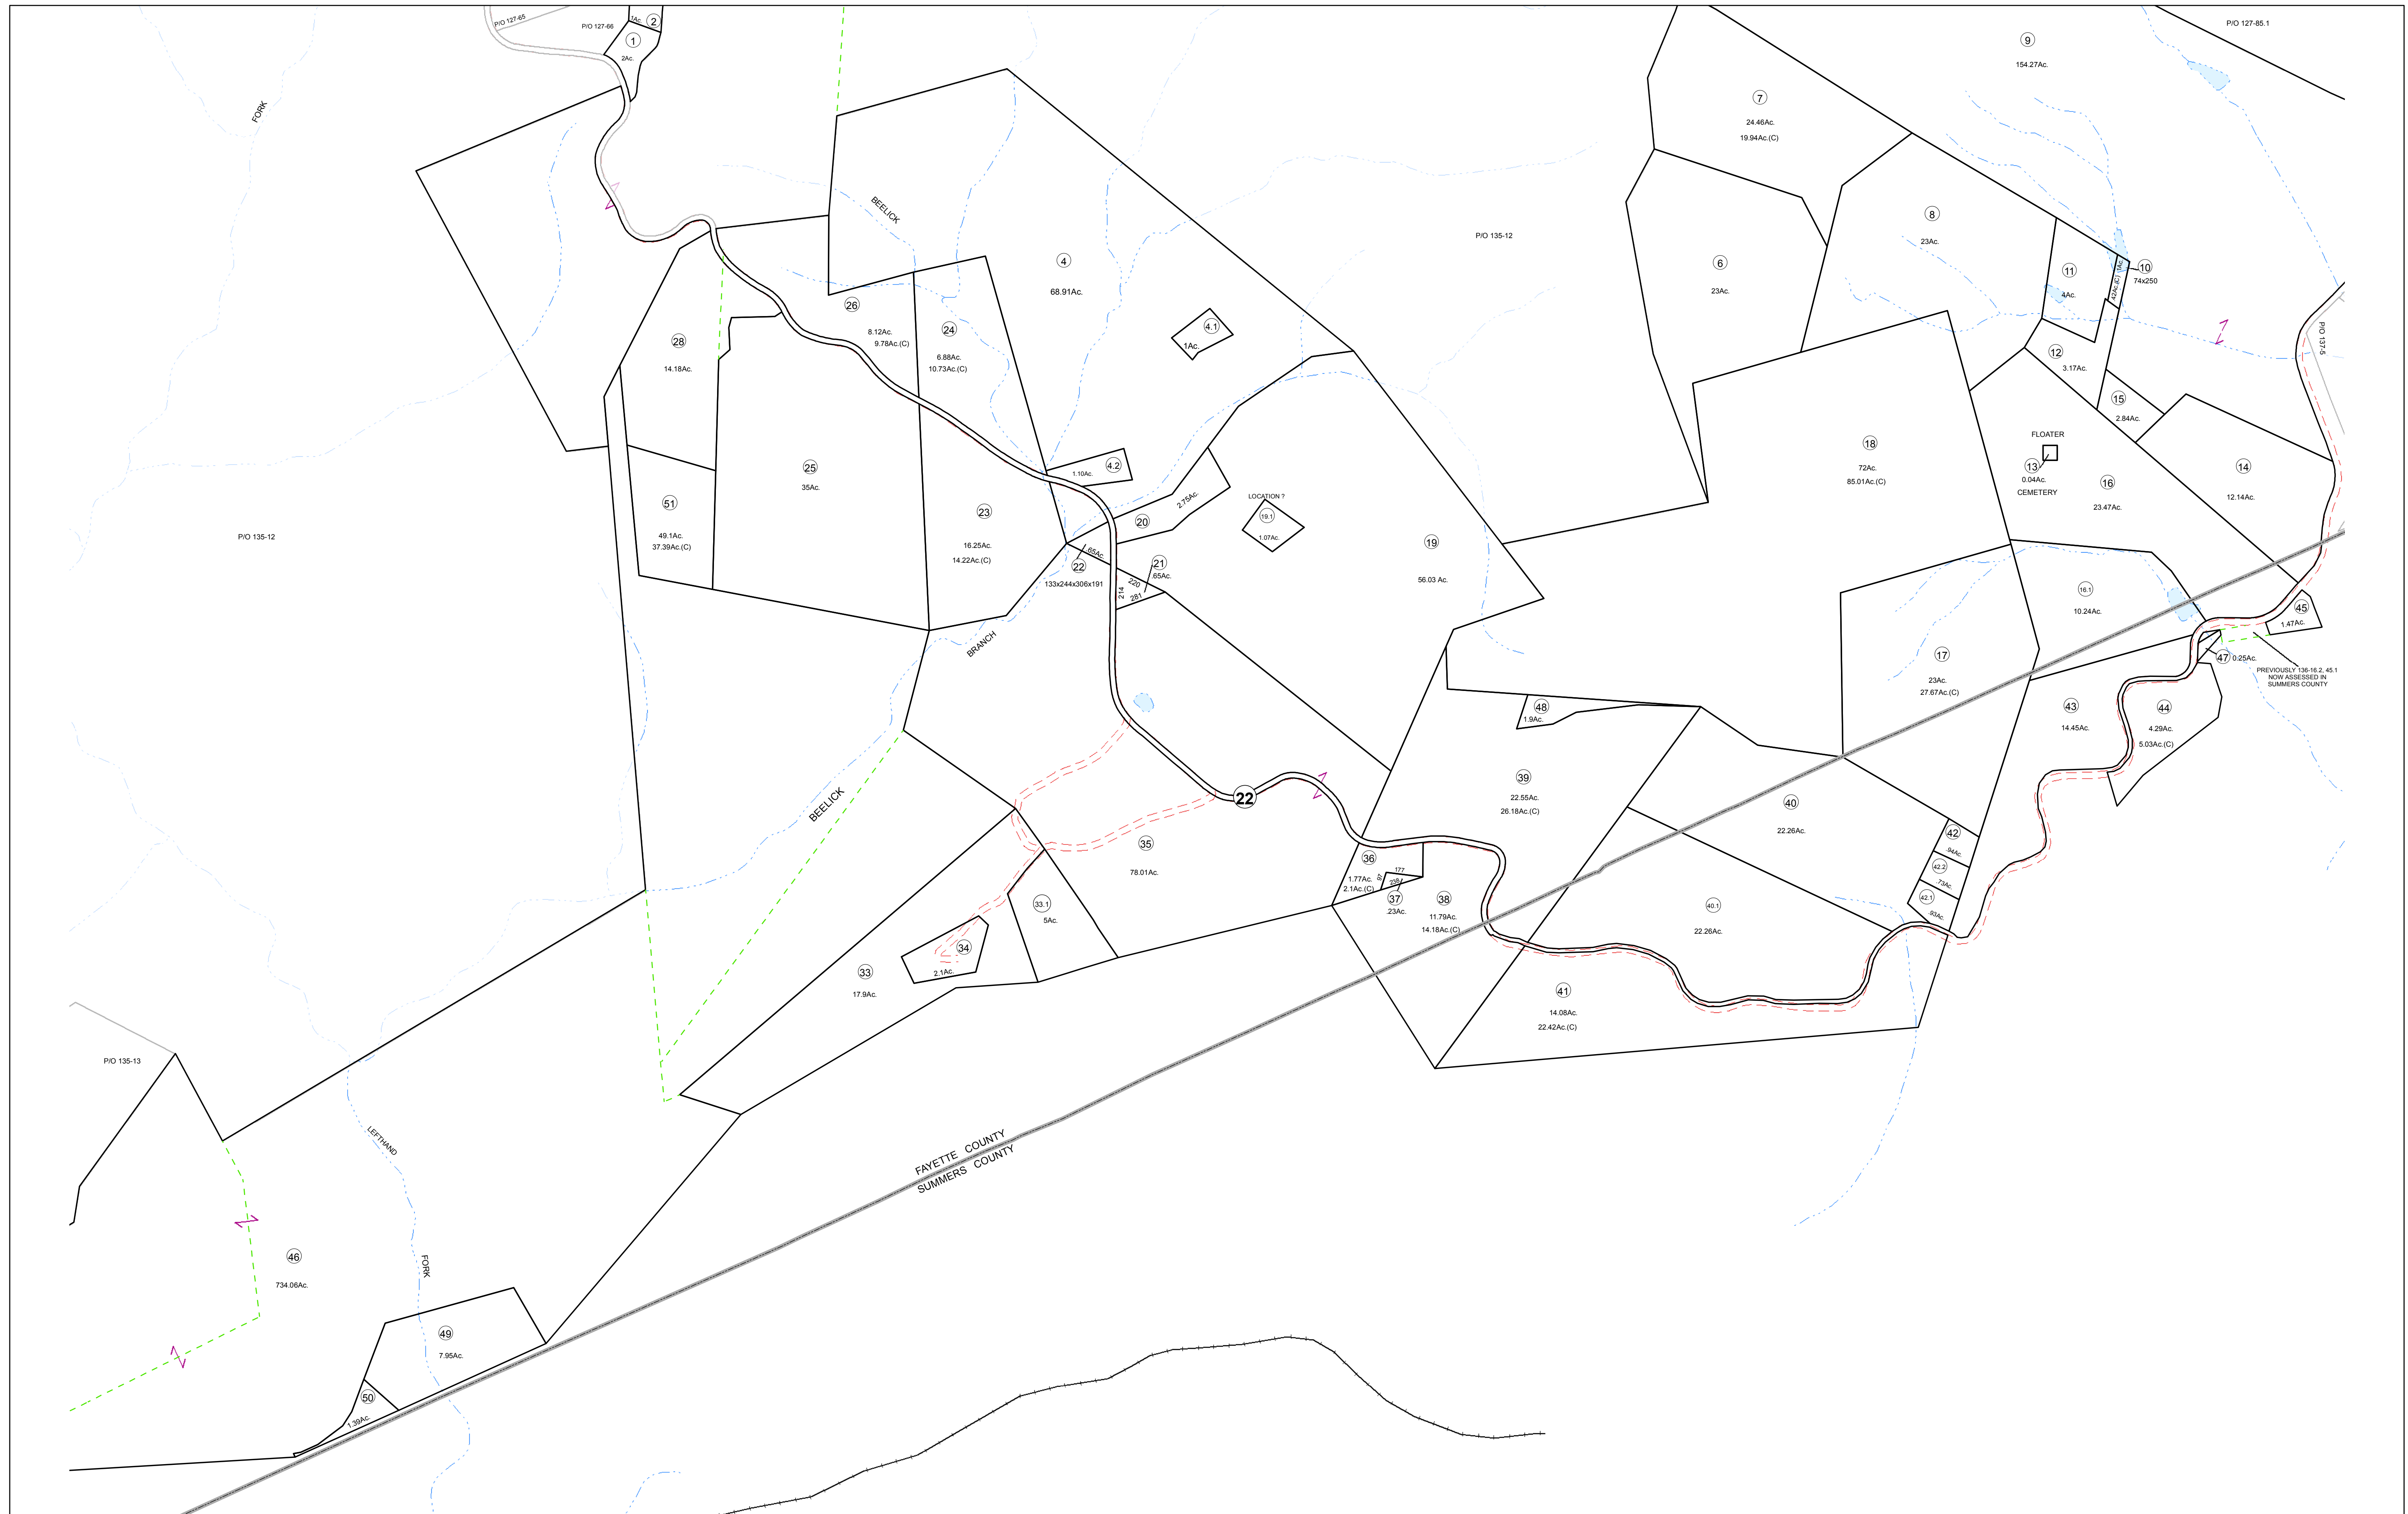 P/O 127-65
P/O 127-66
1Ac.
2
1
2Ac.
P/O 127-85.1
9
154.27Ac.
FORK
7
24.46Ac.
19.94Ac.(C)
BEELICK
P/O 135-12
8
23Ac.
6
23Ac.
4
68.91Ac.
4.1
1Ac.
11
4Ac.
.42Ac.(C)
10
74x250
P/O 137-5
26
8.12Ac.
9.78Ac.(C)
24
6.88Ac.
10.73Ac.(C)
28
14.18Ac.
12
3.17Ac.
15
2.84Ac.
FLOATER
13
0.04Ac.
CEMETERY
14
12.14Ac.
16
23.47Ac.
18
72Ac.
85.01Ac.(C)
25
35Ac.
4.2
1.10Ac.
2.75Ac.
20
LOCATION ?
19.1
1.07Ac.
19
56.03 Ac.
51
49.1Ac.
37.39Ac.(C)
23
16.25Ac.
14.22Ac.(C)
P/O 135-12
.65Ac.
22
133x244x306x191
21
.65Ac.
220
214
281
BRANCH
16.1
10.24Ac.
45
1.47Ac.
47
0.25Ac.
PREVIOUSLY 136-16.2, 45.1
NOW ASSESSED IN
SUMMERS COUNTY
17
23Ac.
27.67Ac.(C)
43
14.45Ac.
44
4.29Ac.
5.03Ac.(C)
48
1.9Ac.
39
22.55Ac.
26.18Ac.(C)
22
BEELICK
40
22.26Ac.
42
.94Ac.
42.2
.73Ac.
42.1
.93Ac.
35
78.01Ac.
36
1.77Ac.
2.1Ac.(C)
177
97
238
37
.23Ac.
38
11.79Ac.
14.18Ac.(C)
40.1
22.26Ac.
33.1
5Ac.
34
2.1Ac.
33
17.9Ac.
41
14.08Ac.
22.42Ac.(C)
P/O 135-13
LEFTHAND
FAYETTE COUNTY
SUMMERS COUNTY
46
734.06Ac.
FORK
49
7.95Ac.
50
1.39Ac.